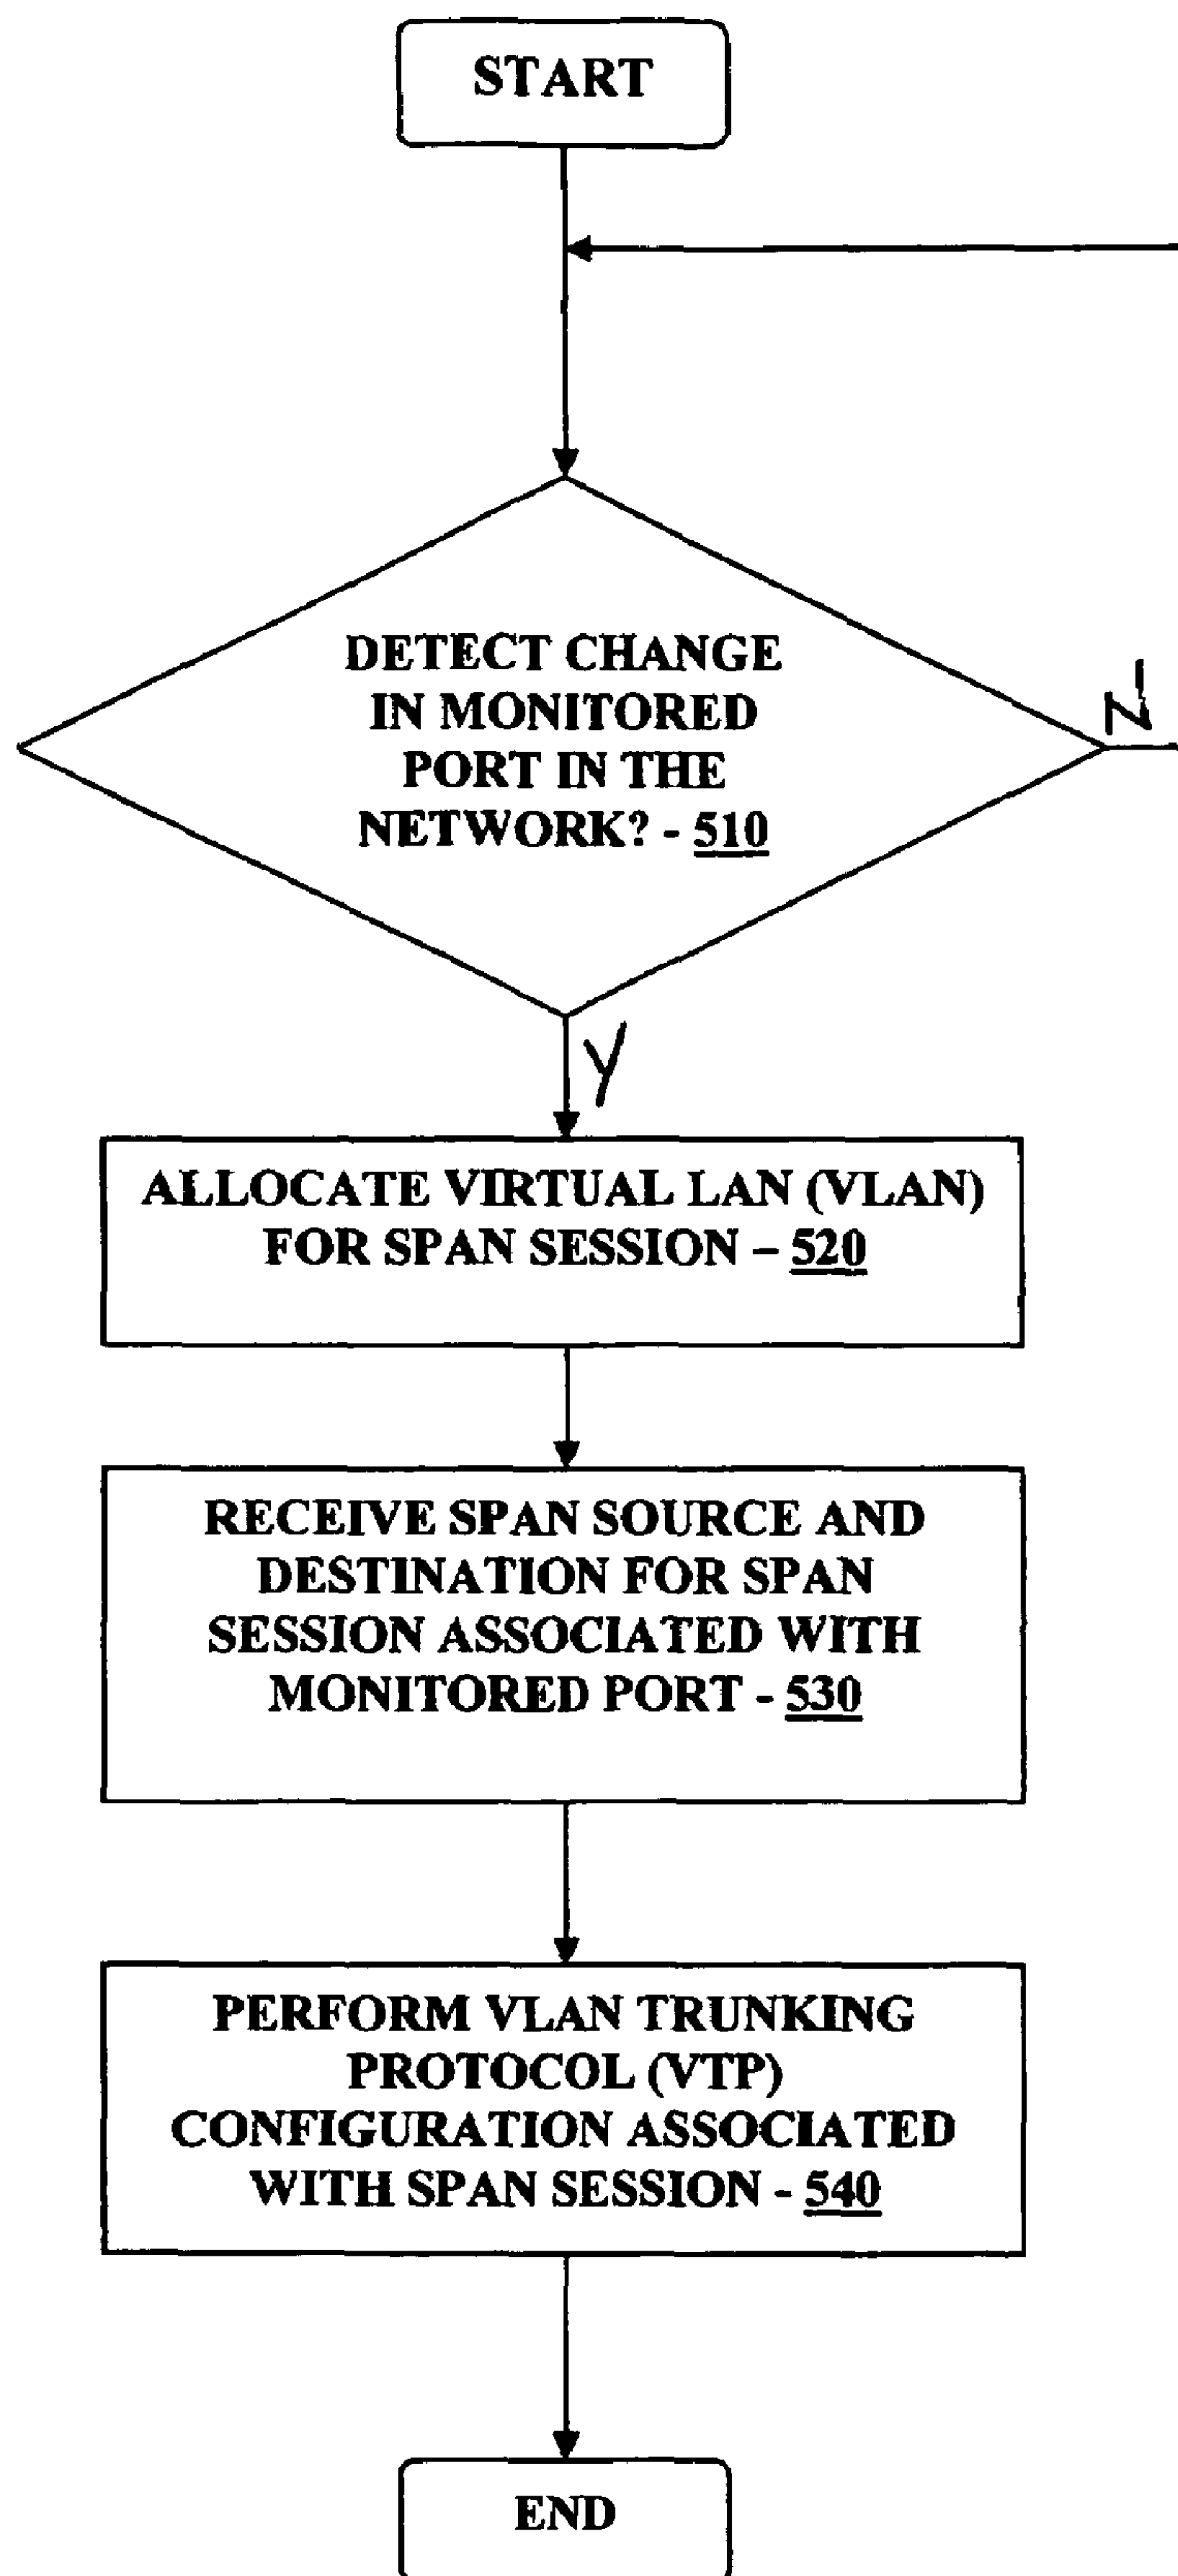 START
DETECT CHANGE
IN MONITORED
PORT IN THE
NETWORK? - 510
N
Y
ALLOCATE VIRTUAL LAN (VLAN)
FOR SPAN SESSION – 520
RECEIVE SPAN SOURCE AND
DESTINATION FOR SPAN
SESSION ASSOCIATED WITH
MONITORED PORT - 530
PERFORM VLAN TRUNKING
PROTOCOL (VTP)
CONFIGURATION ASSOCIATED
WITH SPAN SESSION - 540
END